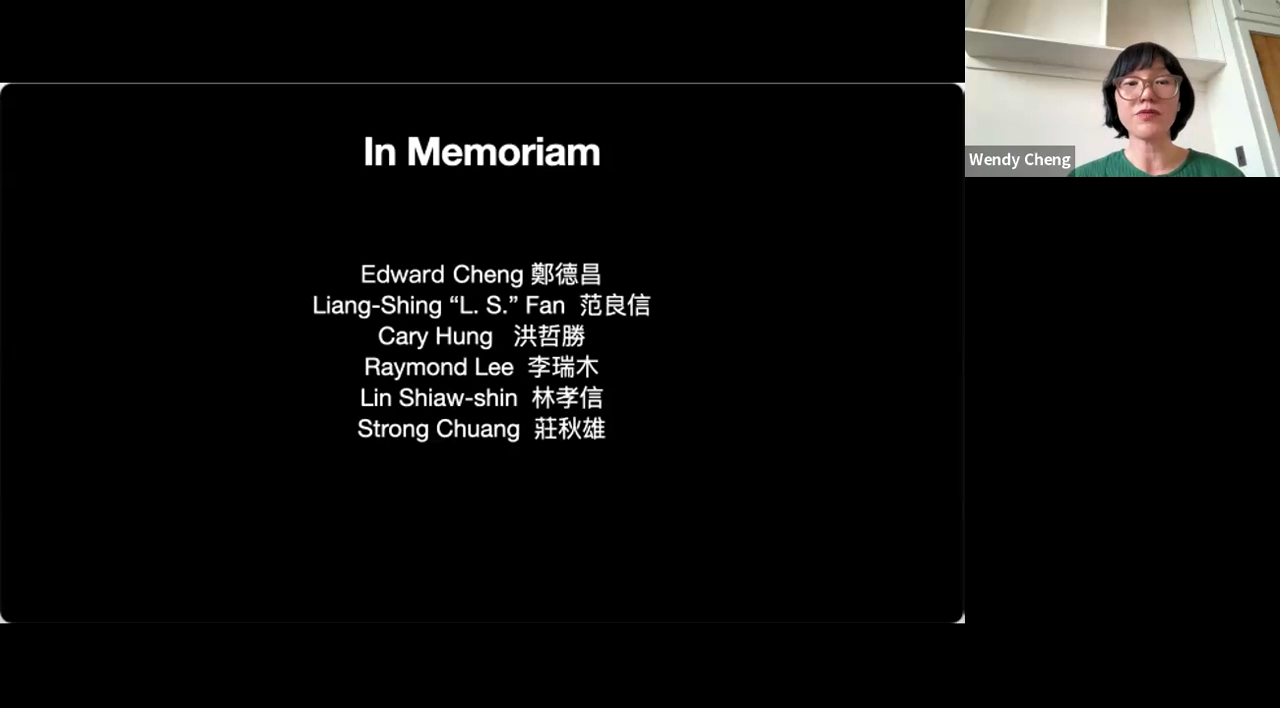 In Memoriam
Edward Cheng 鄭德昌
Liang-Shing “L. S.” Fan 范良信
Cary Hung 洪哲勝
Raymond Lee 李瑞木
Lin Shiaw-shin 林孝信
Strong Chuang 莊秋雄
Wendy Cheng